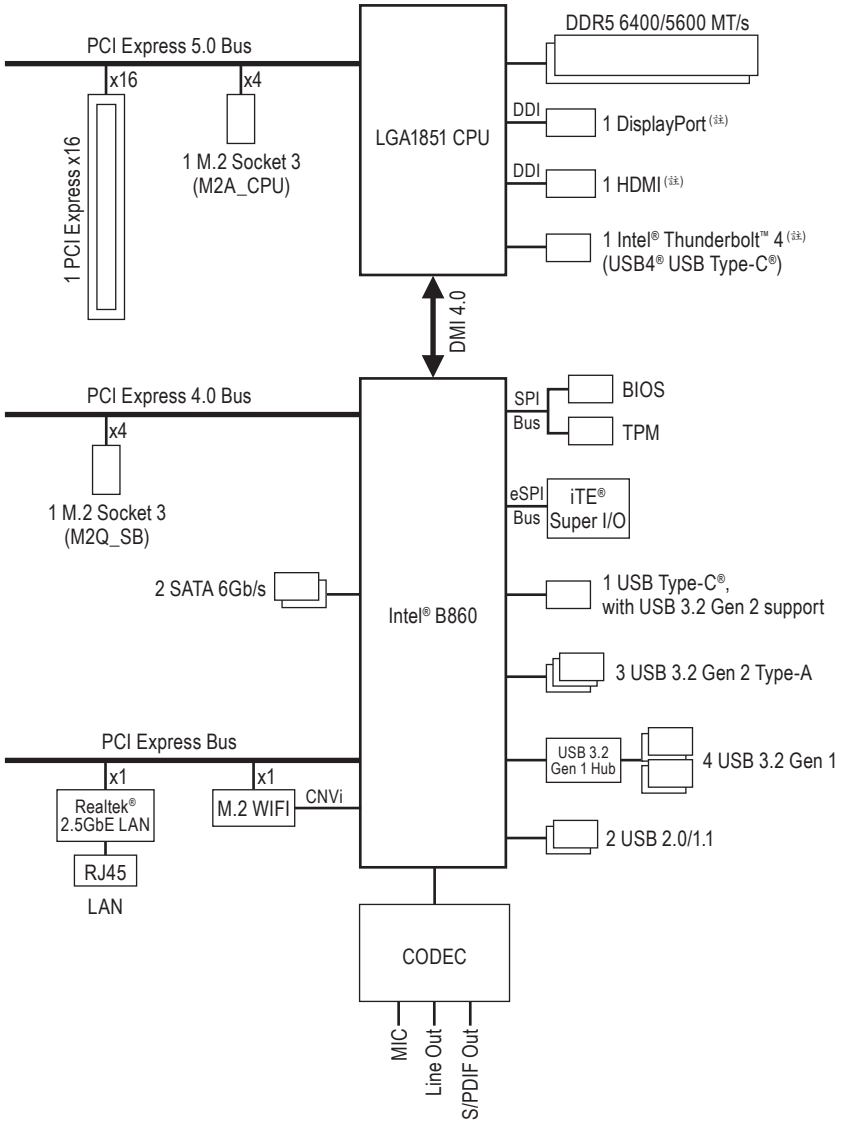 DDR5 6400/5600 MT/s
PCI Express 5.0 Bus
x16
x4
1 PCI Express x16
1 M.2 Socket 3
(M2A_CPU)
LGA1851 CPU
DDI
1 DisplayPort (註)
DDI
1 HDMI (註)
1 Intel® Thunderbolt™ 4 (註)
(USB4® USB Type-C®)
DMI 4.0
PCI Express 4.0 Bus
x4
1 M.2 Socket 3
(M2Q_SB)
SPI
Bus
BIOS
TPM
eSPI
Bus
iTE®
Super I/O
2 SATA 6Gb/s
Intel® B860
1 USB Type-C®,
with USB 3.2 Gen 2 support
3 USB 3.2 Gen 2 Type-A
PCI Express Bus
x1
x1
Realtek®
2.5GbE LAN
M.2 WIFI
CNVi
RJ45
LAN
USB 3.2
Gen 1 Hub
4 USB 3.2 Gen 1
2 USB 2.0/1.1
CODEC
MIC
Line Out
S/PDIF Out